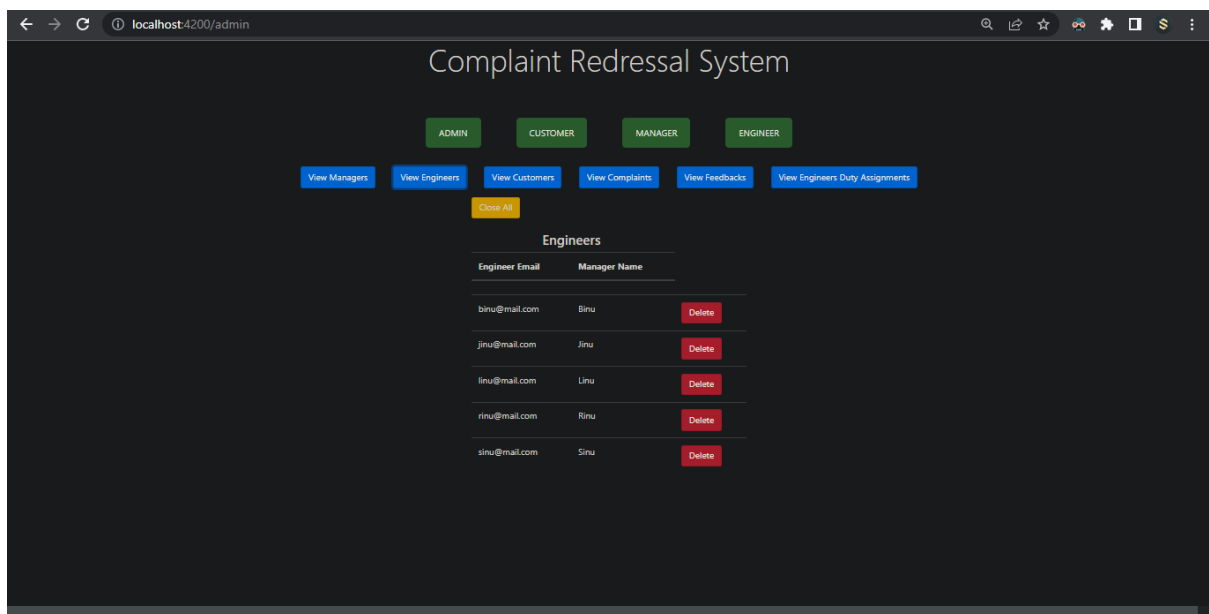 localhost:4200/admin
Complaint Redressal System
ADMIN CUSTOMER MANAGER ENGINEER
View Managers View Engineers View Customers View Complaints View Feedbacks View Engineers Duty Assignments
Close All
Engineers
Engineer Email Manager Name
binu@mail.com Binu Delete
jinu@mail.com Jinu Delete
linu@mail.com Linu Delete
rinu@mail.com Rinu Delete
sinu@mail.com Sinu Delete